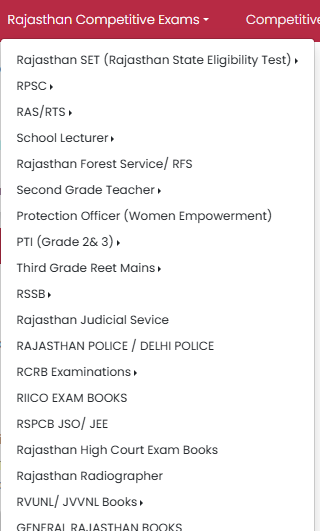 Rajasthan Competitive Exams Competitive
Rajasthan SET (Rajasthan State Eligibility Test)
RPSC
RAS/RTS
School Lecturer
Rajasthan Forest Service/ RFS
Second Grade Teacher
Protection Officer (Women Empowerment)
PTI (Grade 2& 3)
Third Grade Reet Mains
RSSB
Rajasthan Judicial Sevice
RAJASTHAN POLICE / DELHI POLICE
RCRB Examinations
RIICO EXAM BOOKS
RSPCB JSO/ JEE
Rajasthan High Court Exam Books
Rajasthan Radiographer
RVUNL/ JVVNL Books
GENERAL RAJASTHAN BOOKS